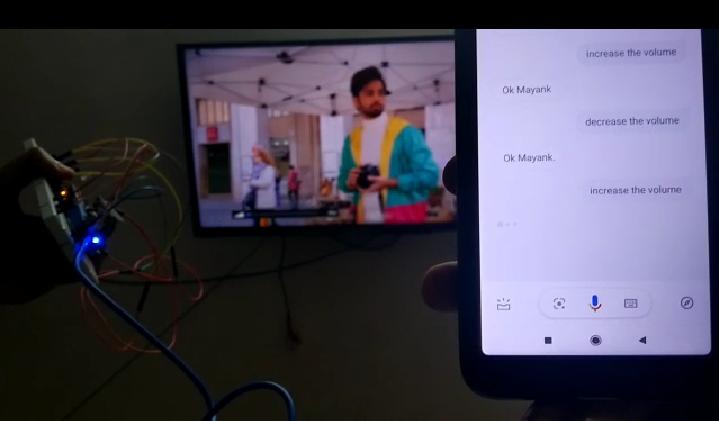 increase the volume
Ok Mayank
decrease the volume
Ok Mayank.
increase the volume